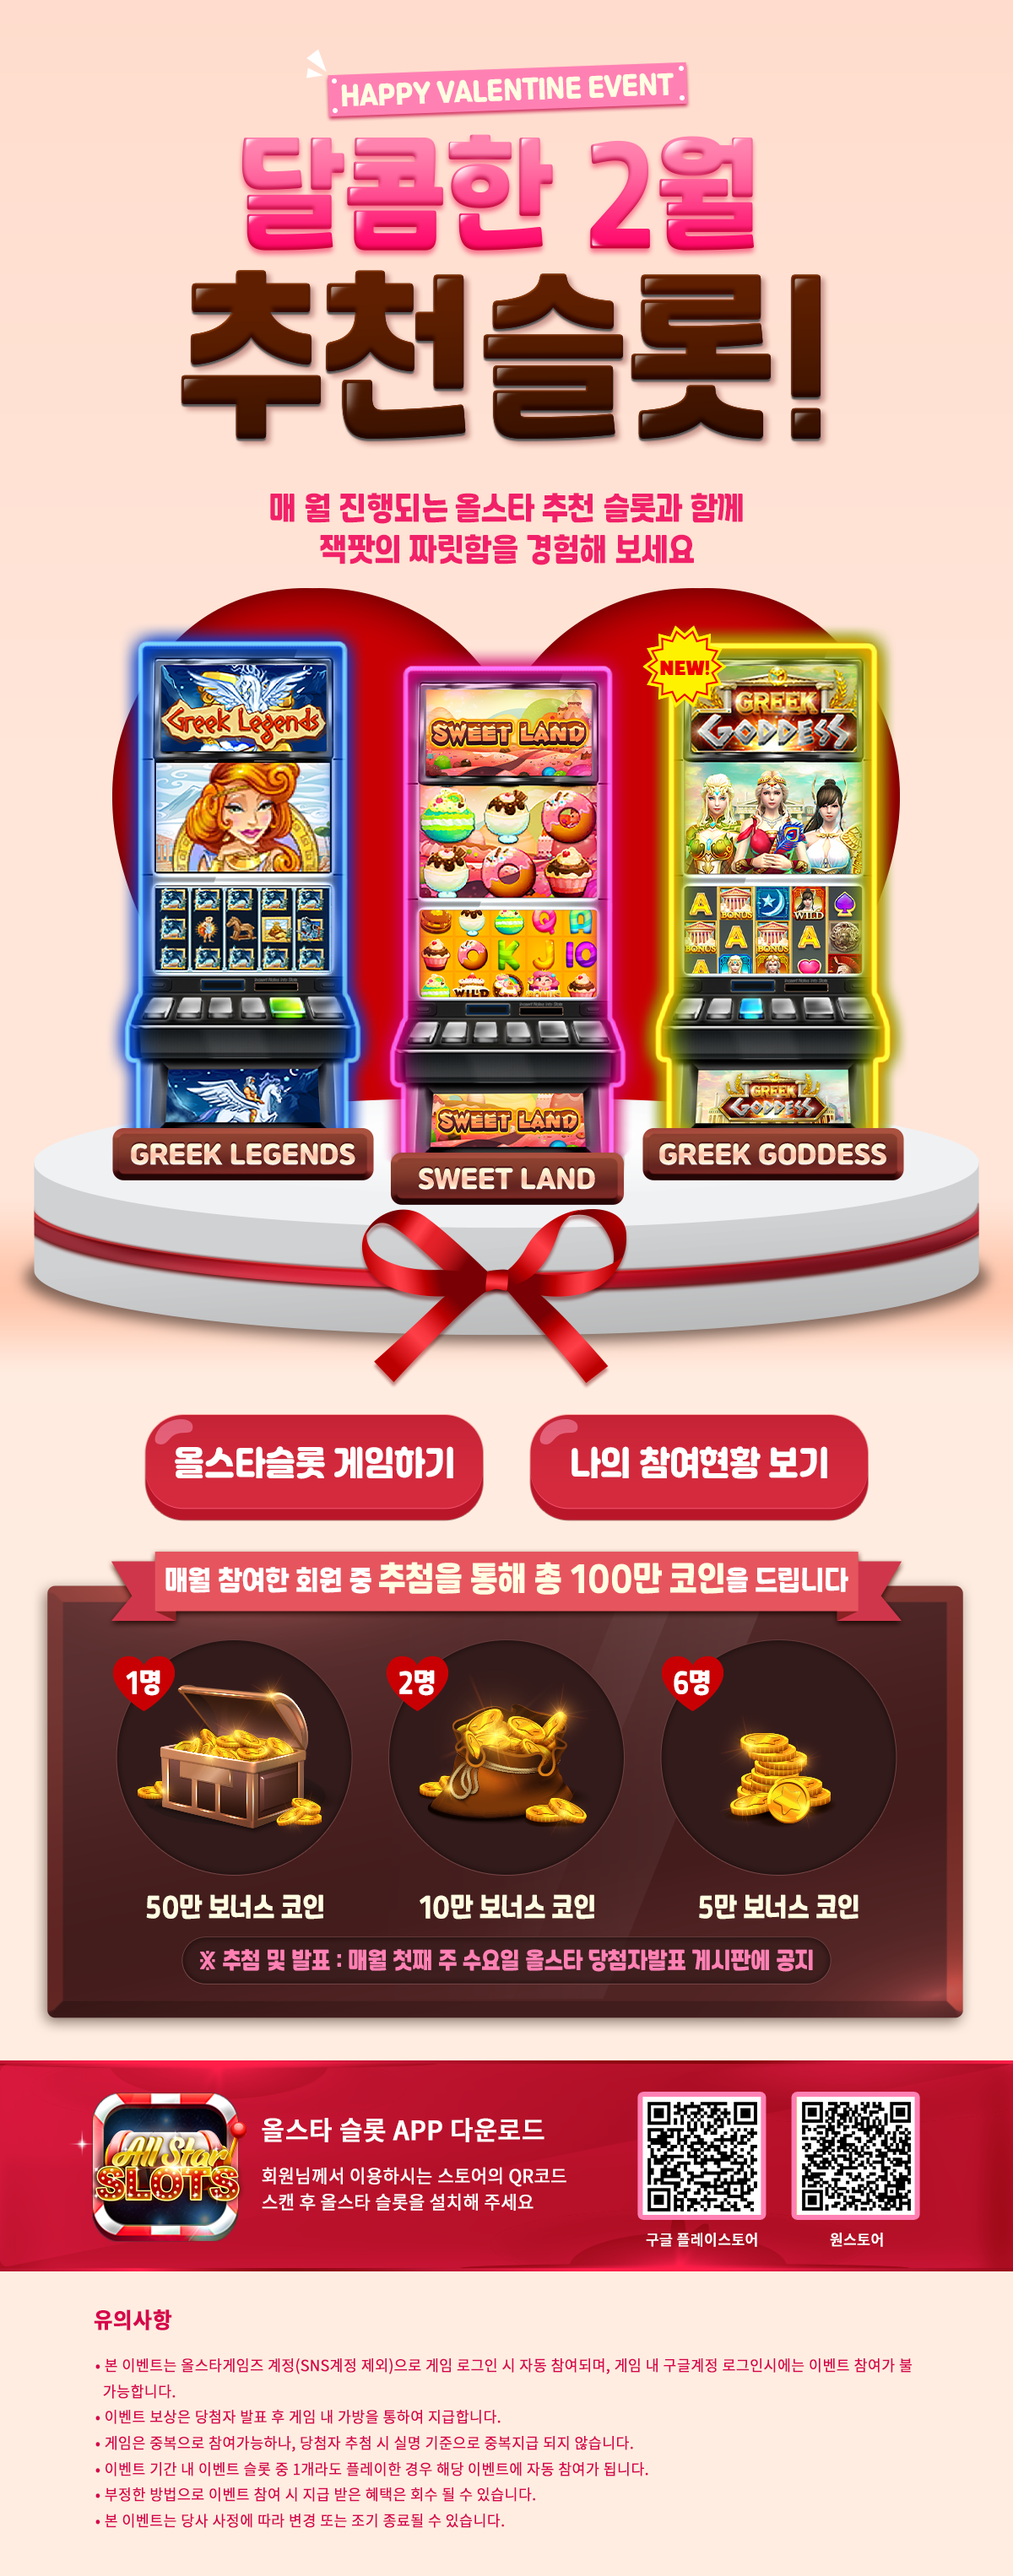 HAPPY VALENTINE EVENT
달콤한 2월
추천슬롯!
매 월 진행되는 올스타 추천 슬롯과 함께
잭팟의 짜릿함을 경험해 보세요
NEW!
Greek Legends
SWEET LAND
GREEK
GODDESS
Q
K J 10
WILD
A BONUS WILD
BONUS A A
A
SWEET LAND
GREEK
GODDESS
GREEK LEGENDS
SWEET LAND
GREEK GODDESS
올스타슬롯 게임하기
나의 참여현황 보기
매월 참여한 회원 중 추첨을 통해 총 100만 코인을 드립니다
1명
2명
6명
50만 보너스 코인
10만 보너스 코인
5만 보너스 코인
※ 추첨 및 발표 : 매월 첫째 주 수요일 올스타 당첨자발표 게시판에 공지
All Star
SLOTS
올스타 슬롯 APP 다운로드
회원님께서 이용하시는 스토어의 QR코드
스캔 후 올스타 슬롯을 설치해 주세요
구글 플레이스토어
원스토어
유의사항
• 본 이벤트는 올스타게임즈 계정(SNS계정 제외)으로 게임 로그인 시 자동 참여되며, 게임 내 구글계정 로그인시에는 이벤트 참여가 불
가능합니다.
• 이벤트 보상은 당첨자 발표 후 게임 내 가방을 통하여 지급합니다.
• 게임은 중복으로 참여가능하나, 당첨자 추첨 시 실명 기준으로 중복지급 되지 않습니다.
• 이벤트 기간 내 이벤트 슬롯 중 1개라도 플레이한 경우 해당 이벤트에 자동 참여가 됩니다.
• 부정한 방법으로 이벤트 참여 시 지급 받은 혜택은 회수 될 수 있습니다.
• 본 이벤트는 당사 사정에 따라 변경 또는 조기 종료될 수 있습니다.